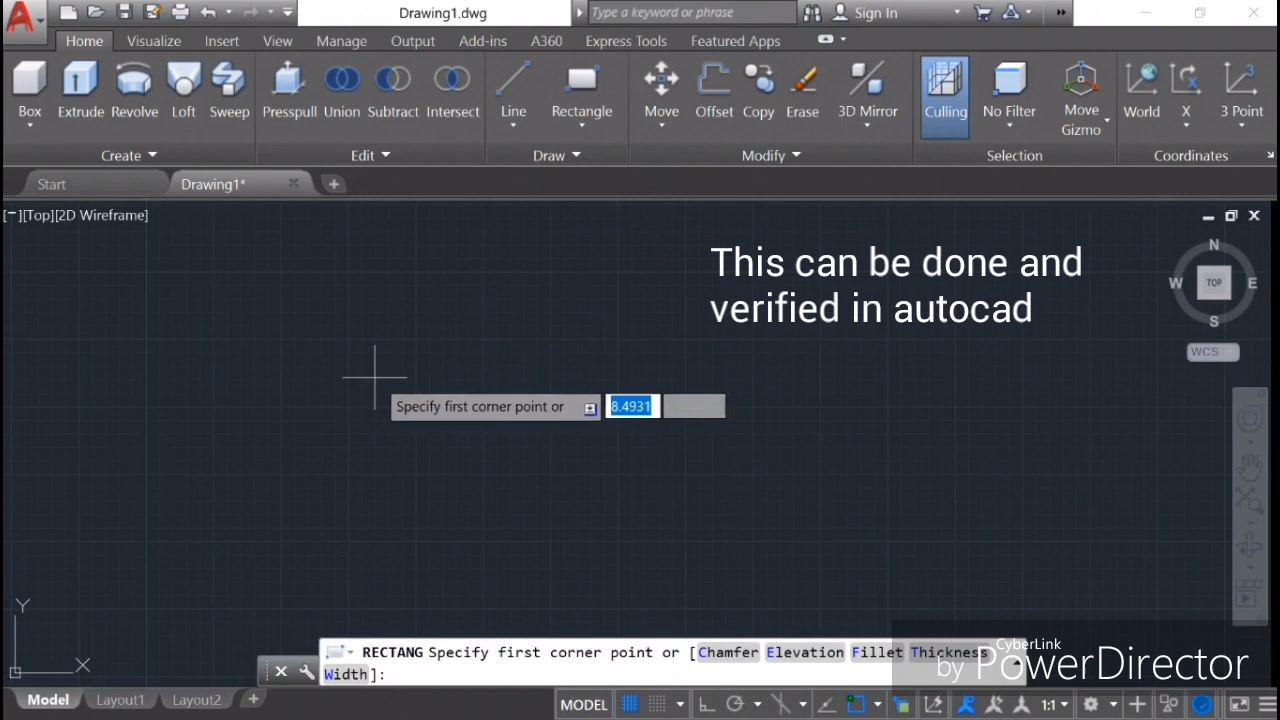 A
Drawing1.dwg
Type a keyword or phrase
Sign In
Home Visualize Insert View Manage Output Add-ins A360 Express Tools Featured Apps
Box Extrude Revolve Loft Sweep Presspull Union Subtract Intersect Line Rectangle Move Offset Copy Erase 3D Mirror Culling No Filter Move Gizmo World X 3 Point
Create Edit Draw Modify Selection Coordinates
Start Drawing1*
[−][Top][2D Wireframe]
This can be done and
verified in autocad
N
W TOP E
S
WCS
Specify first corner point or 8.4931
Y
X
RECTANG Specify first corner point or [Chamfer Elevation Fillet Thickness
Width]:
CyberLink
by PowerDirector
Model Layout1 Layout2 MODEL 1:1